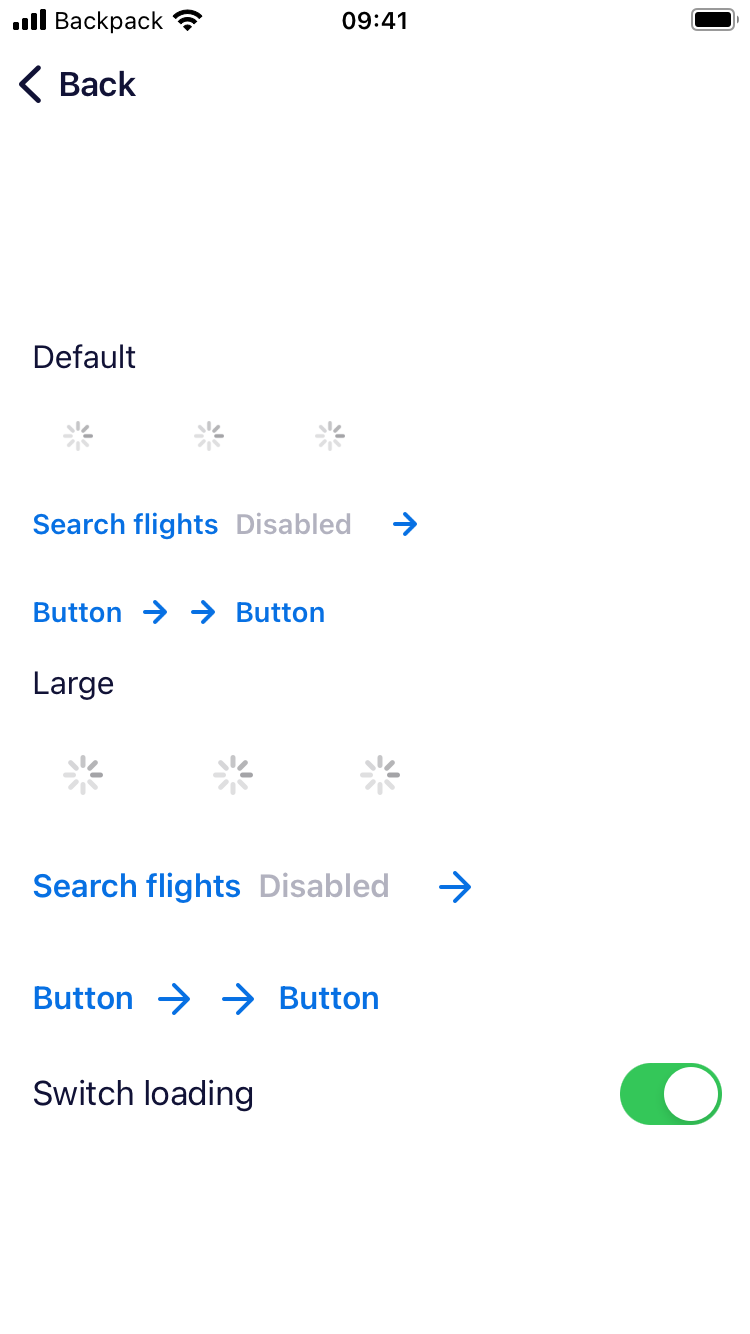 Backpack 09:41
Back
Default
Search flights Disabled
Button Button
Large
Search flights Disabled
Button Button
Switch loading